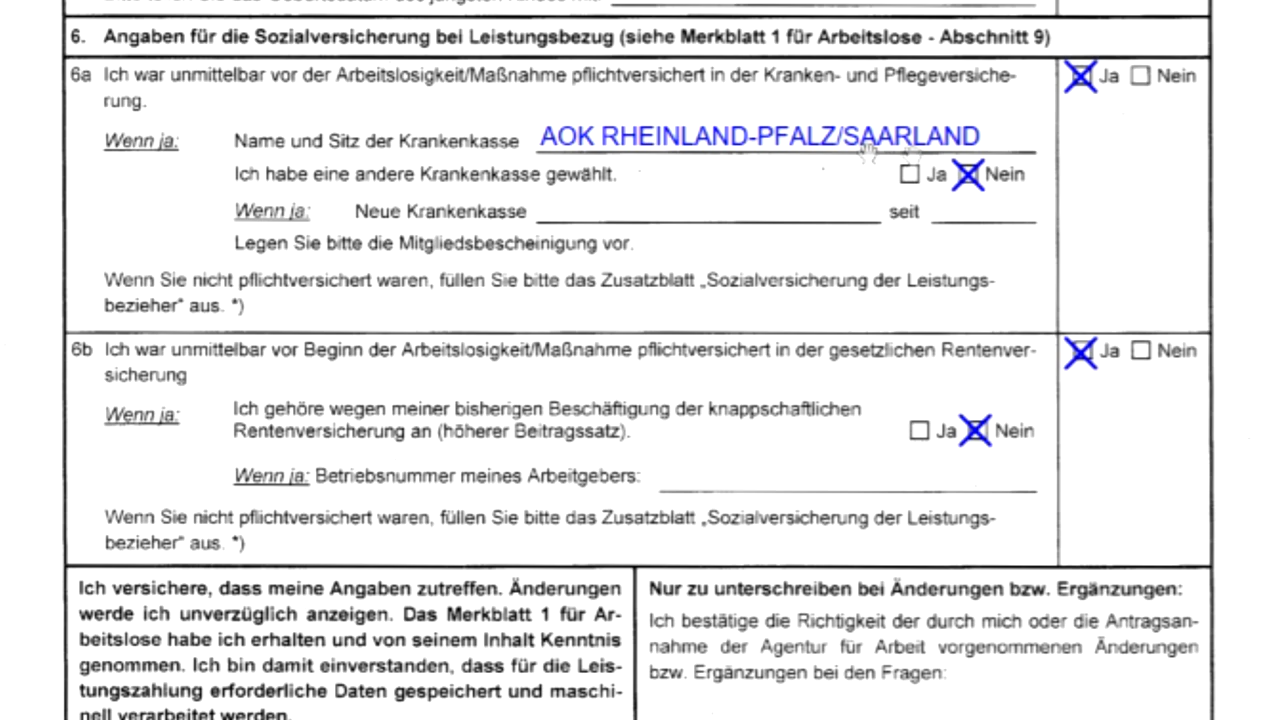 6. Angaben für die Sozialversicherung bei Leistungsbezug (siehe Merkblatt 1 für Arbeitslose - Abschnitt 9)
6a Ich war unmittelbar vor der Arbeitslosigkeit/Maßnahme pflichtversichert in der Kranken- und Pflegeversiche-
rung.
Ja Nein
Wenn ja: Name und Sitz der Krankenkasse AOK RHEINLAND-PFALZ/SAARLAND
Ich habe eine andere Krankenkasse gewählt. Ja Nein
Wenn ja: Neue Krankenkasse seit
Legen Sie bitte die Mitgliedsbescheinigung vor.
Wenn Sie nicht pflichtversichert waren, füllen Sie bitte das Zusatzblatt „Sozialversicherung der Leistungs-
bezieher“ aus. *)
6b Ich war unmittelbar vor Beginn der Arbeitslosigkeit/Maßnahme pflichtversichert in der gesetzlichen Rentenver-
sicherung
Ja Nein
Wenn ja: Ich gehöre wegen meiner bisherigen Beschäftigung der knappschaftlichen
Rentenversicherung an (höherer Beitragssatz). Ja Nein
Wenn ja: Betriebsnummer meines Arbeitgebers:
Wenn Sie nicht pflichtversichert waren, füllen Sie bitte das Zusatzblatt „Sozialversicherung der Leistungs-
bezieher“ aus. *)
Ich versichere, dass meine Angaben zutreffen. Änderungen
werde ich unverzüglich anzeigen. Das Merkblatt 1 für Ar-
beitslose habe ich erhalten und von seinem Inhalt Kenntnis
genommen. Ich bin damit einverstanden, dass für die Leis-
tungszahlung erforderliche Daten gespeichert und maschi-
nell verarbeitet werden.
Nur zu unterschreiben bei Änderungen bzw. Ergänzungen:
Ich bestätige die Richtigkeit der durch mich oder die Antragsan-
nahme der Agentur für Arbeit vorgenommenen Änderungen
bzw. Ergänzungen bei den Fragen: